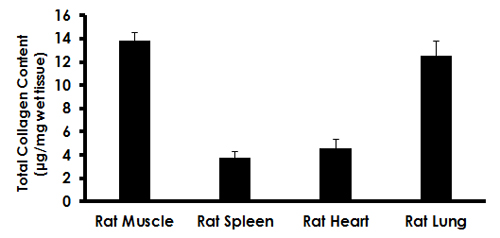 Total Collagen Content
(µg/mg wet tissue)
16
14
12
10
8
6
4
2
0
Rat Muscle
Rat Spleen
Rat Heart
Rat Lung